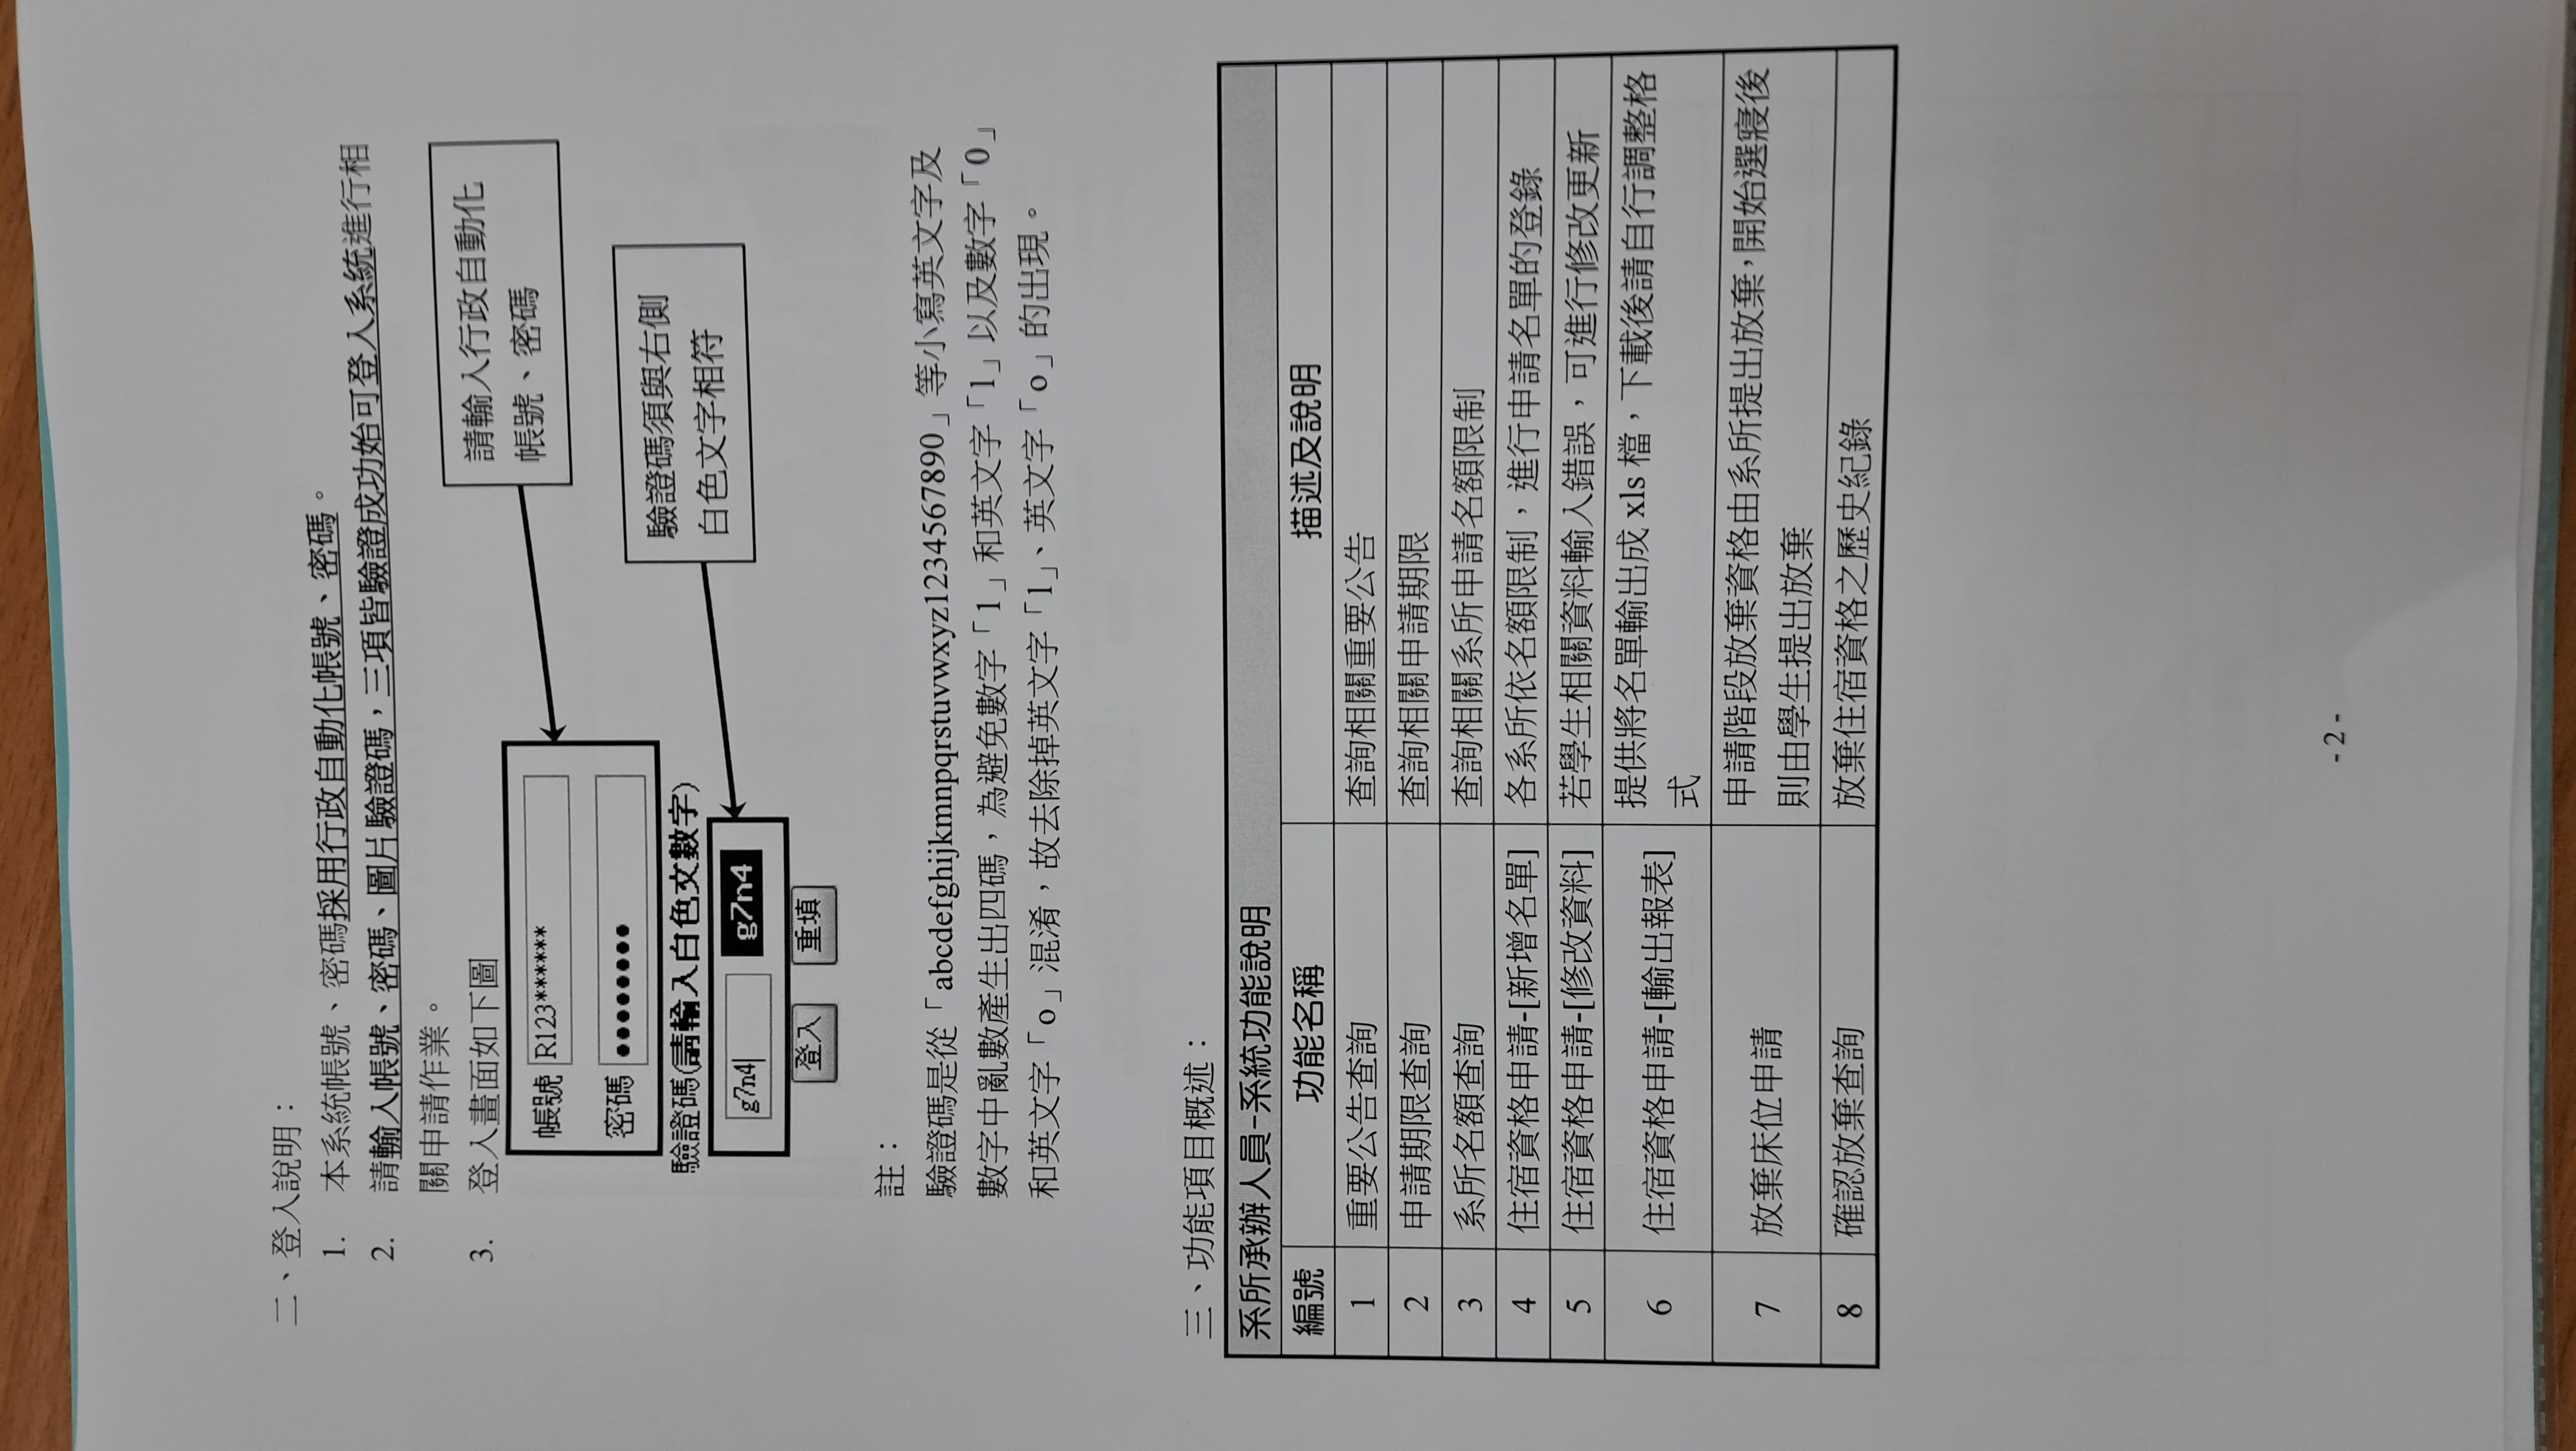 二、登入說明：
1. 本系統帳號、密碼採用行政自動化帳號、密碼。
2. 請輸入帳號、密碼、圖片驗證碼，三項皆驗證成功始可登入系統進行相
關申請作業。
3. 登入畫面如下圖
請輸入行政自動化
帳號、密碼
帳號 R123******
密碼 ●●●●●●●●
驗證碼須與右側
白色文字相符
驗證碼(請輸入白色文數字)
g7n4 g7n4
登入 重填
註：
驗證碼是從「abcdefghijkmnpqrstuvwxyz1234567890」等小寫英文字及
數字中亂數產生出四碼，為避免數字「1」和英文字「l」以及數字「0」
和英文字「o」混淆，故去除掉英文字「l」、英文字「o」的出現。
三、功能項目概述：
系所承辦人員-系統功能說明
編號 功能名稱 描述及說明
1 重要公告查詢 查詢相關重要公告
2 申請期限查詢 查詢相關申請期限
3 系所名額查詢 查詢相關系所申請名額限制
4 住宿資格申請-[新增名單] 各系所依名額限制，進行申請名單的登錄
5 住宿資格申請-[修改資料] 若學生相關資料輸入錯誤，可進行修改更新
6 住宿資格申請-[輸出報表] 提供將名單輸出成 xls 檔，下載後請自行調整格
式
7 放棄床位申請 申請階段放棄資格由系所提出放棄，開始選寢後
則由學生提出放棄
8 確認放棄查詢 放棄住宿資格之歷史紀錄
- 2 -